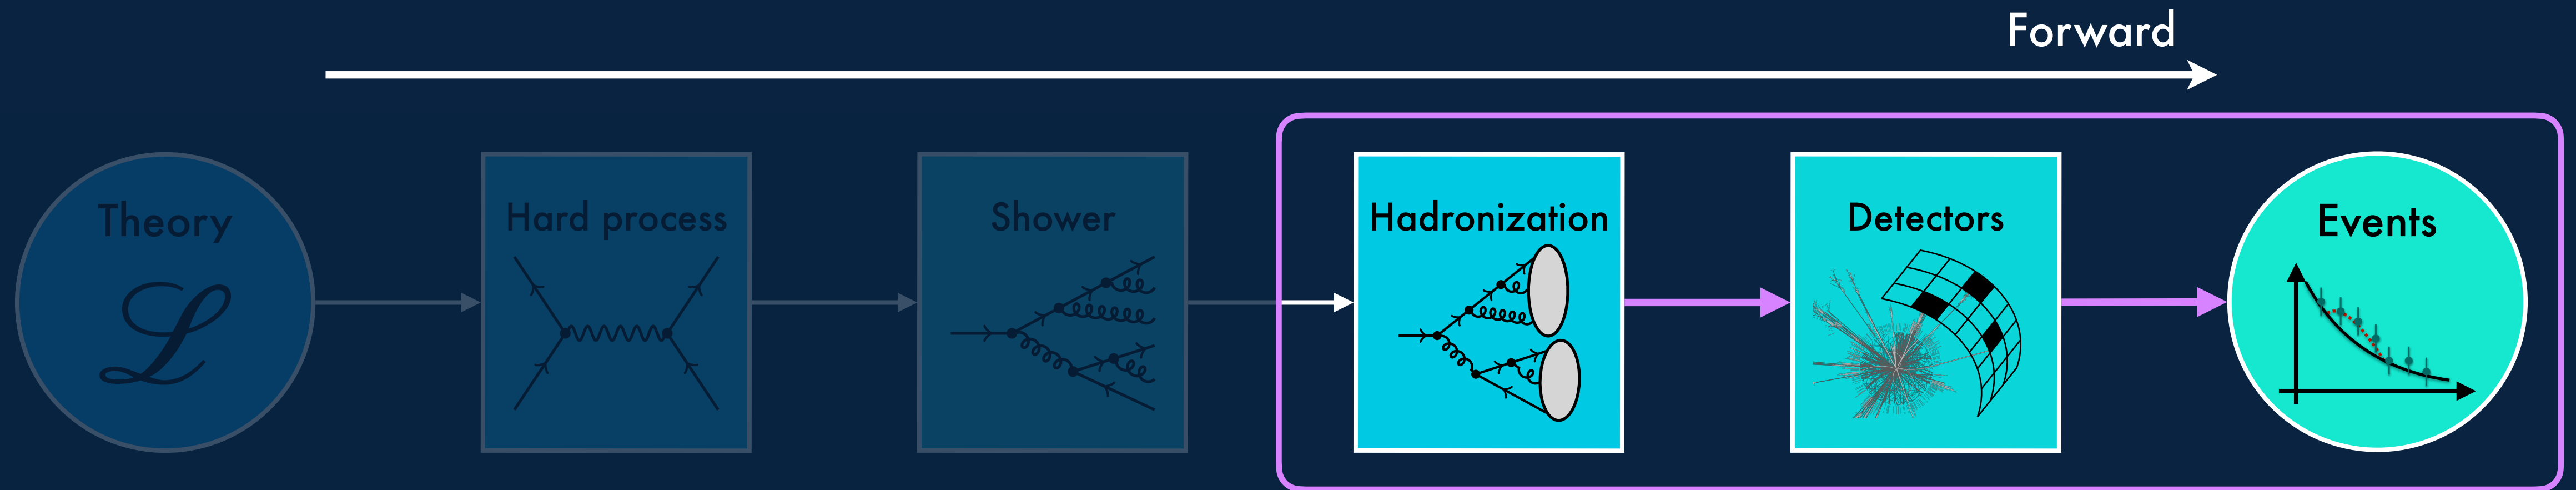 Forward
Theory
ℒ
Hard process
Shower
Hadronization
Detectors
Events